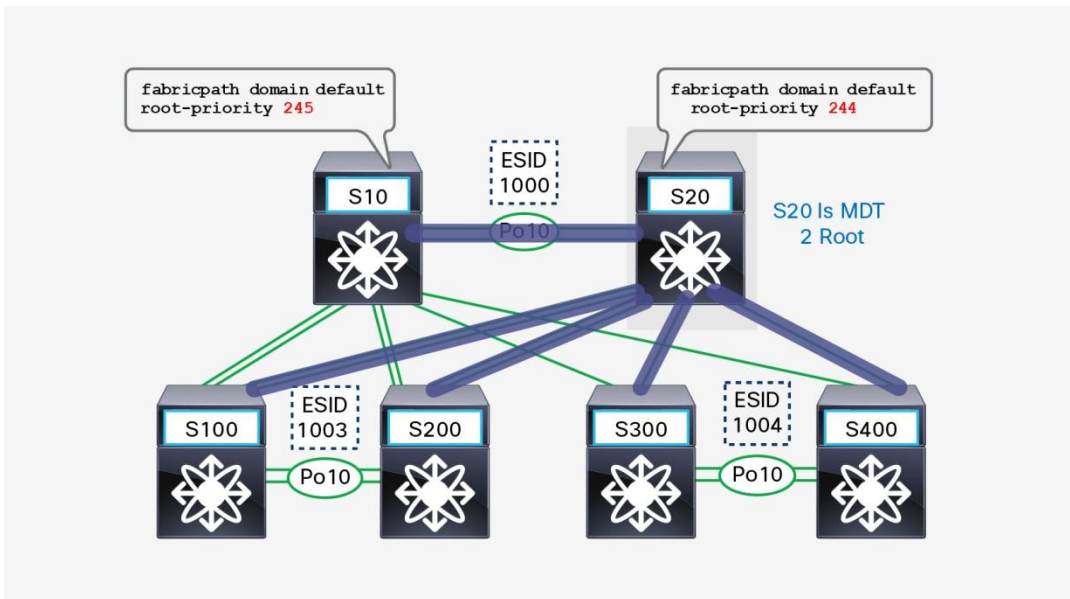 fabricpath domain default
root-priority 245
fabricpath domain default
root-priority 244
ESID
1000
S10
S20
Po10
S20 Is MDT
2 Root
ESID
1003
ESID
1004
S100
S200
S300
S400
Po10
Po10